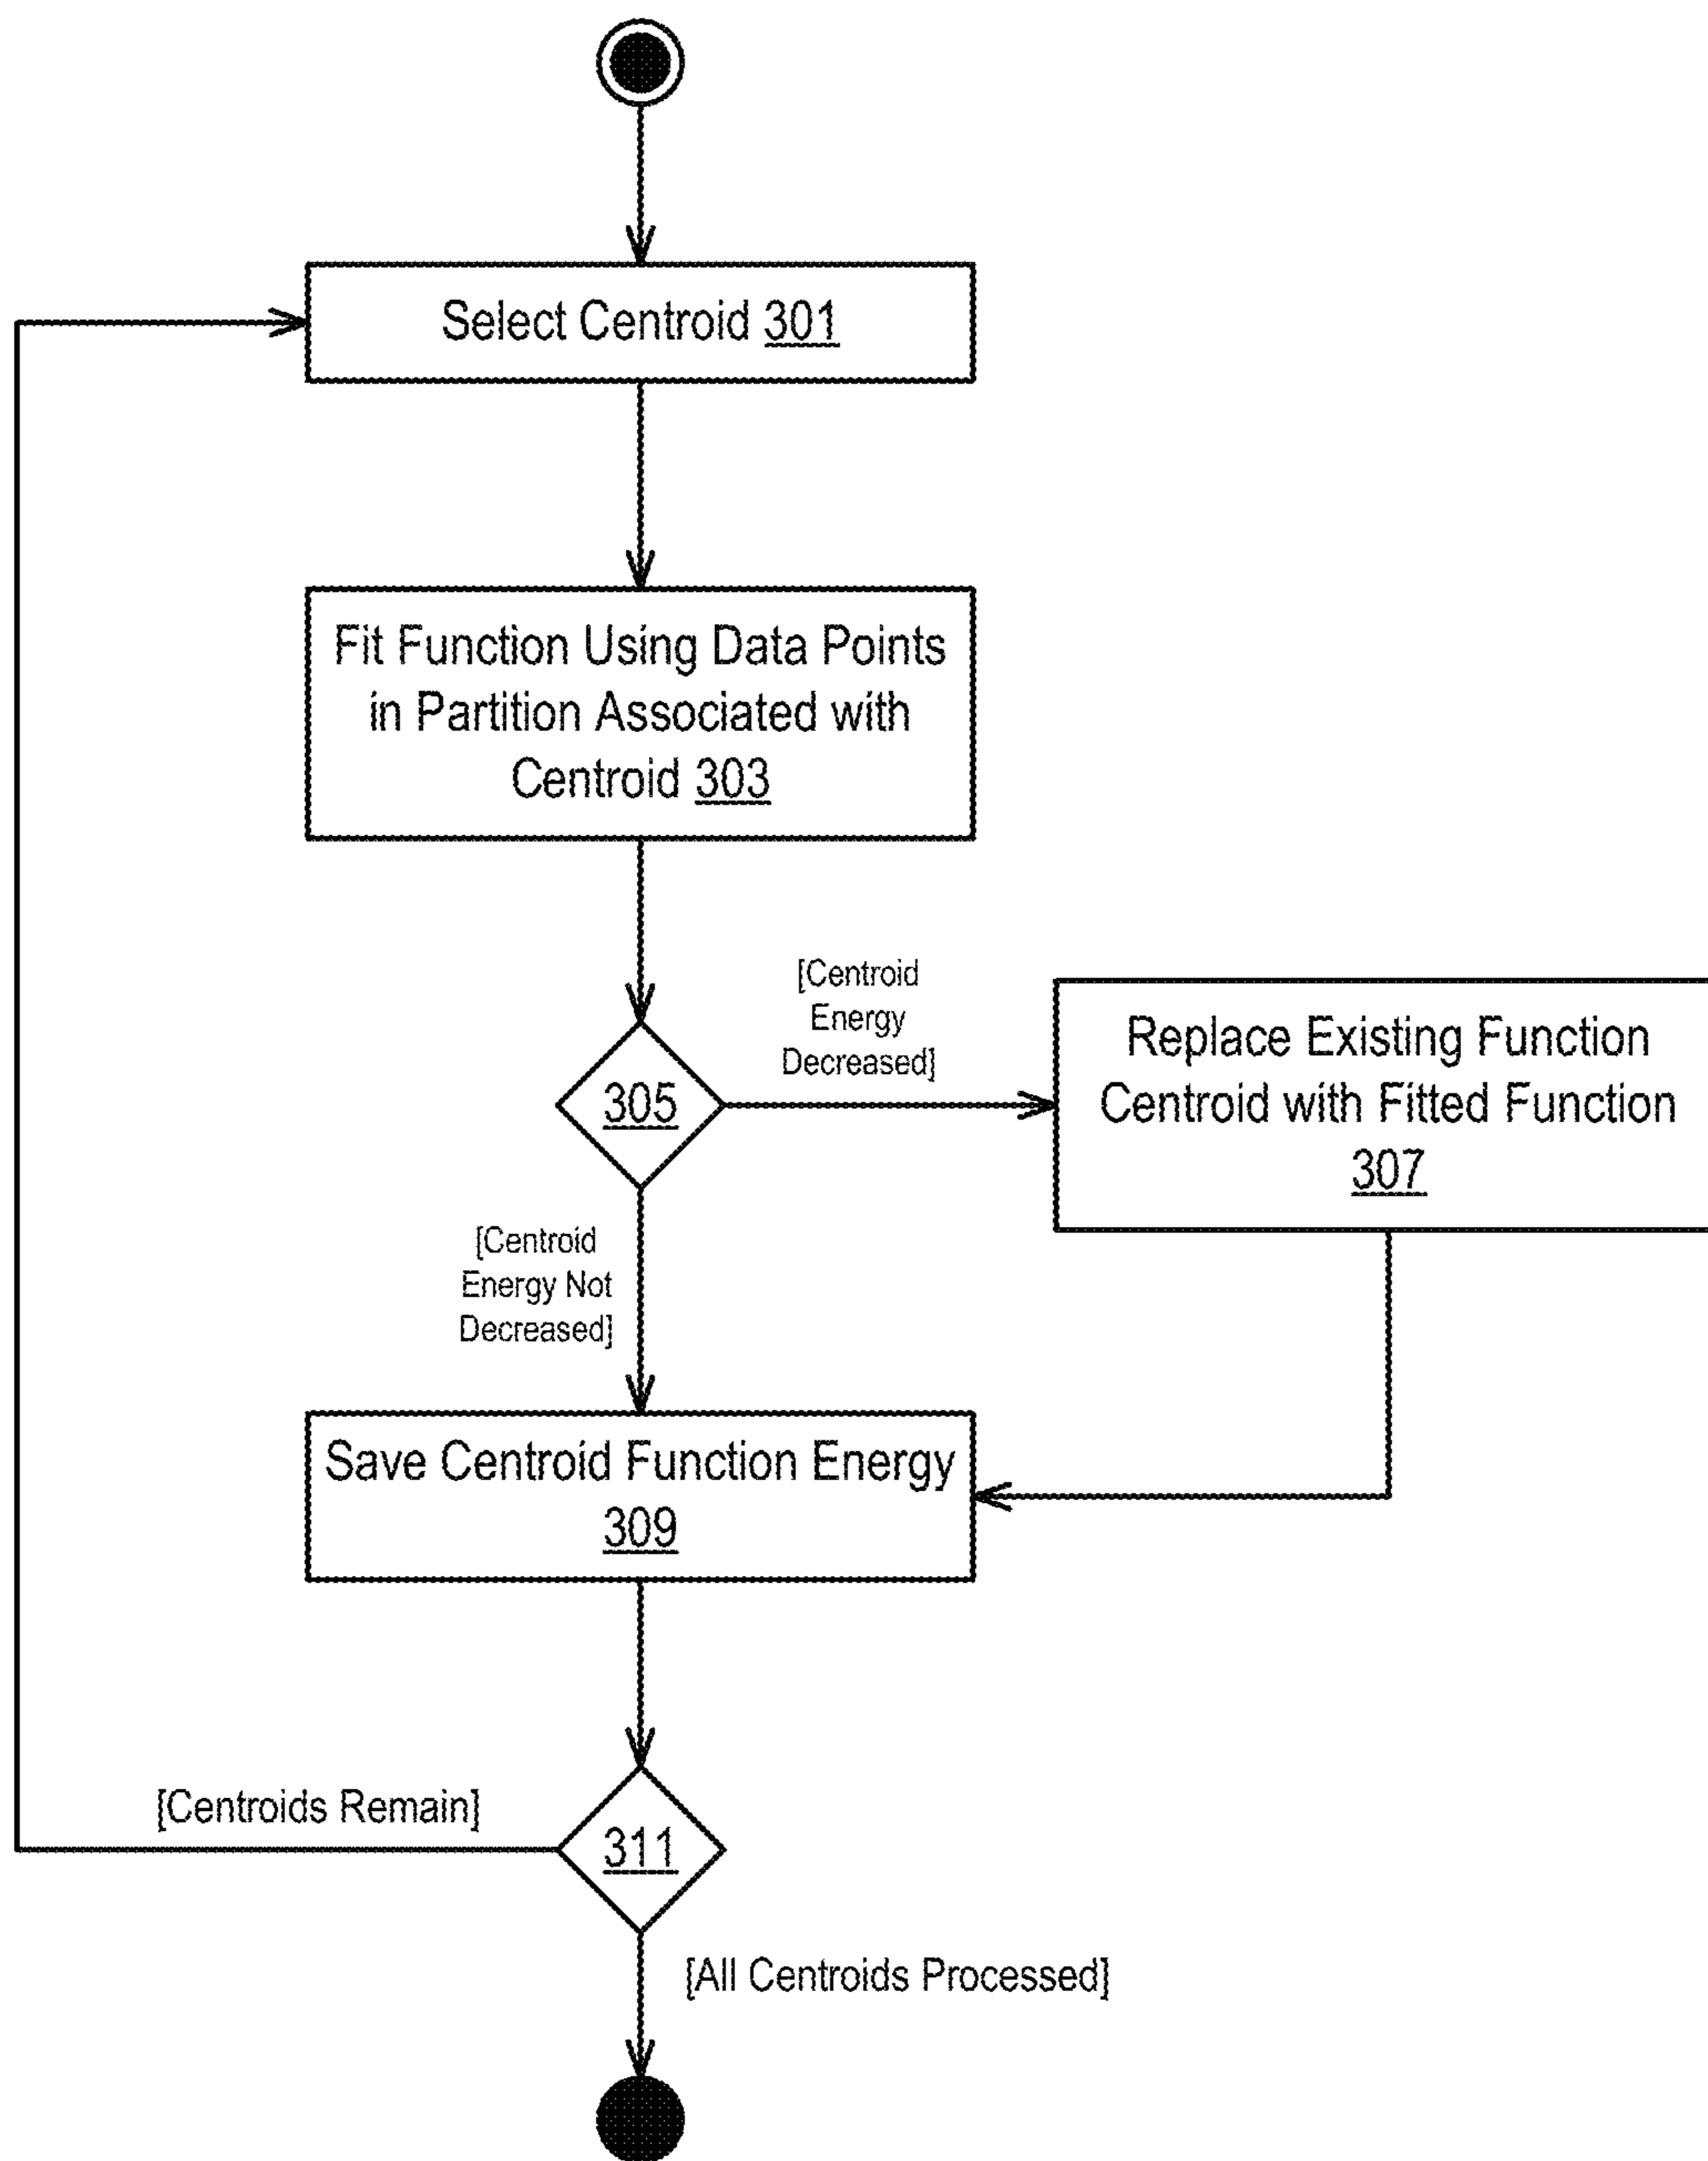 Select Centroid 301
Fit Function Using Data Points
in Partition Associated with
Centroid 303
[Centroid
Energy
Decreased]
305
Replace Existing Function
Centroid with Fitted Function
307
[Centroid
Energy Not
Decreased]
Save Centroid Function Energy
309
[Centroids Remain]
311
[All Centroids Processed]